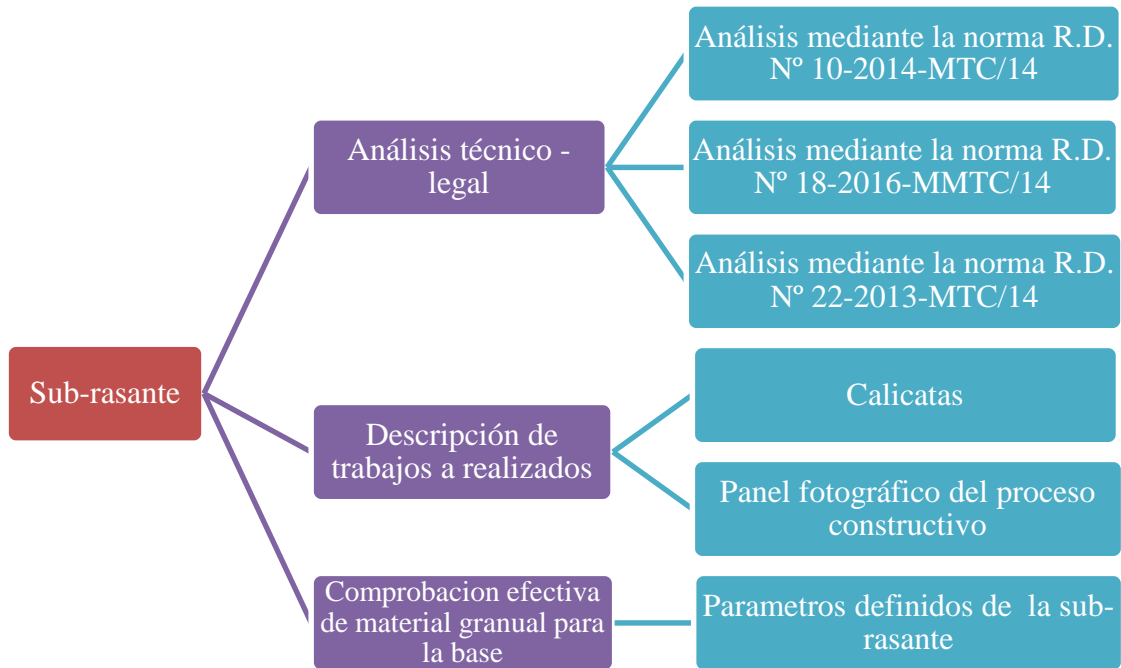 Sub-rasante
Análisis técnico -
legal
Análisis mediante la norma R.D.
Nº 10-2014-MTC/14
Análisis mediante la norma R.D.
Nº 18-2016-MMTC/14
Análisis mediante la norma R.D.
Nº 22-2013-MTC/14
Descripción de
trabajos a realizados
Calicatas
Panel fotográfico del proceso
constructivo
Comprobacion efectiva
de material granual para
la base
Parametros definidos de la sub-
rasante